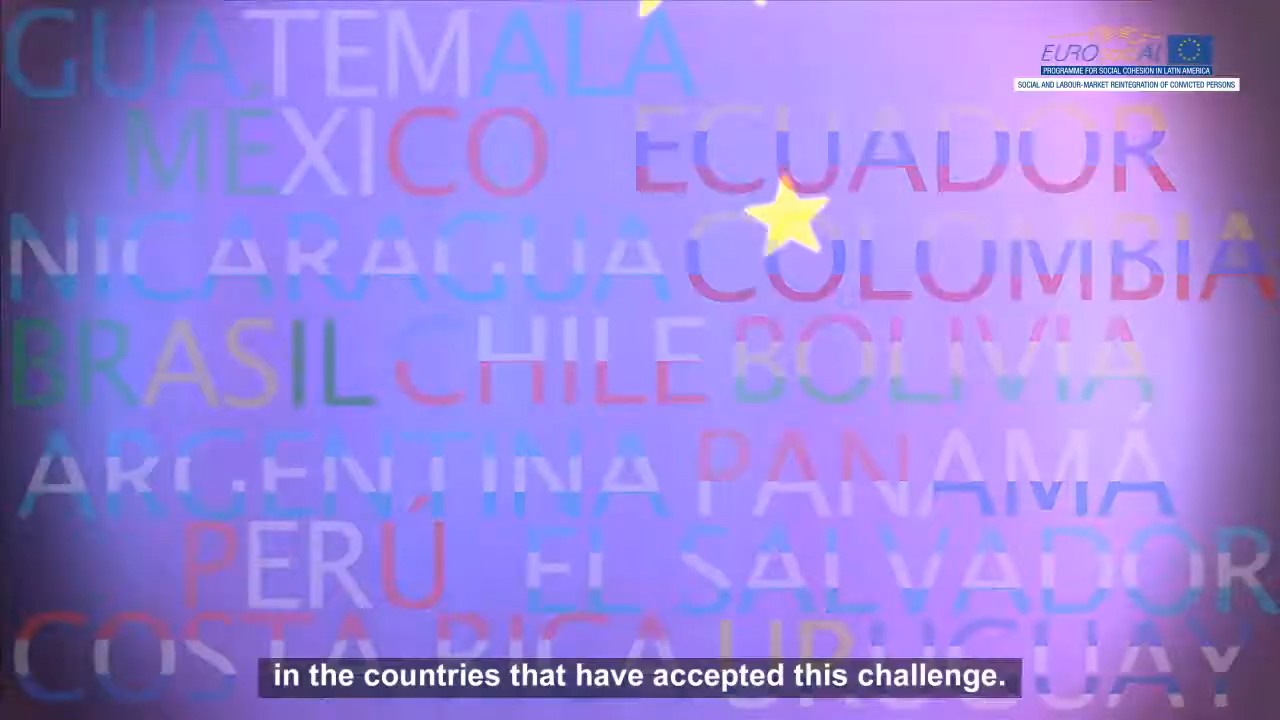 GUATEMALA
EUROsociAL
PROGRAMME FOR SOCIAL COHESION IN LATIN AMERICA
SOCIAL AND LABOUR-MARKET REINTEGRATION OF CONVICTED PERSONS
MÉXICO ECUADOR
NICARAGUA COLOMBIA
BRASIL CHILE BOLIVIA
ARGENTINA PANAMÁ
PERÚ EL SALVADOR
COSTA RICA URUGUAY
in the countries that have accepted this challenge.